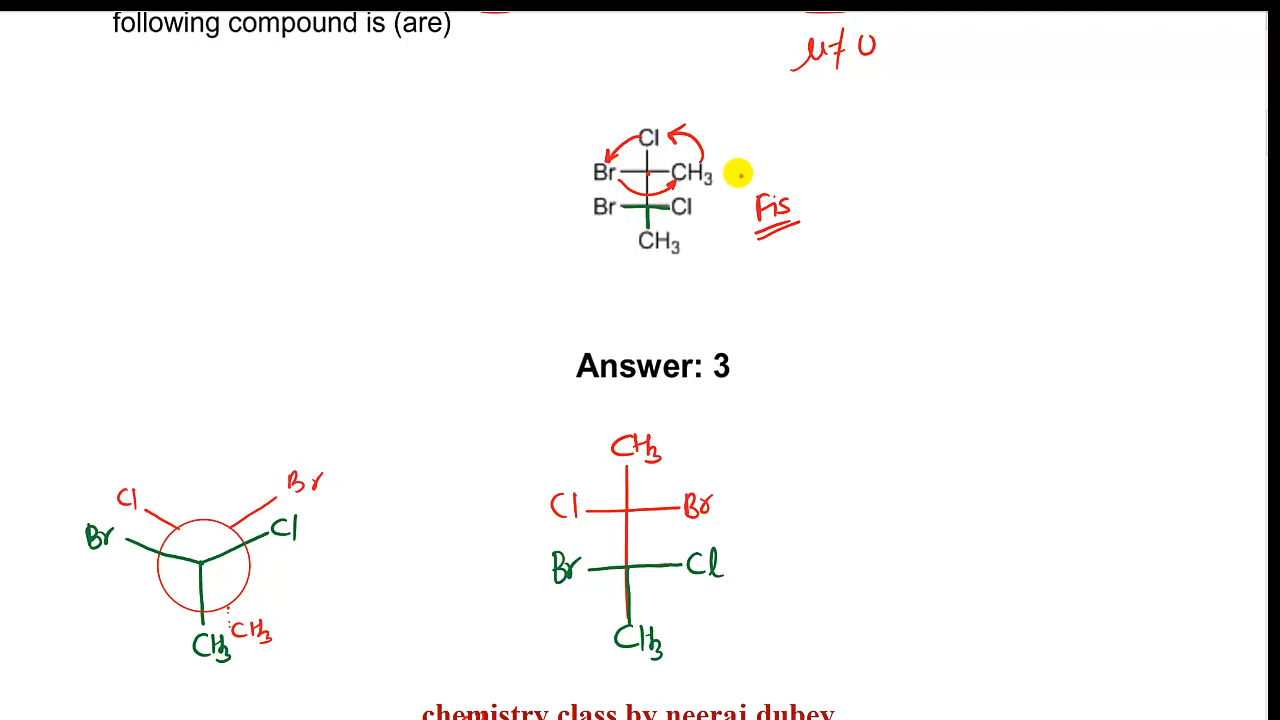 following compound is (are)
μ≠0
Cl
Br CH3
Br Cl
CH3
Fis
Answer: 3
CH3
Cl Br
Br Cl
CH3
Cl Br
Br Cl
CH3 CH3
chemistry class by neeraj dubey